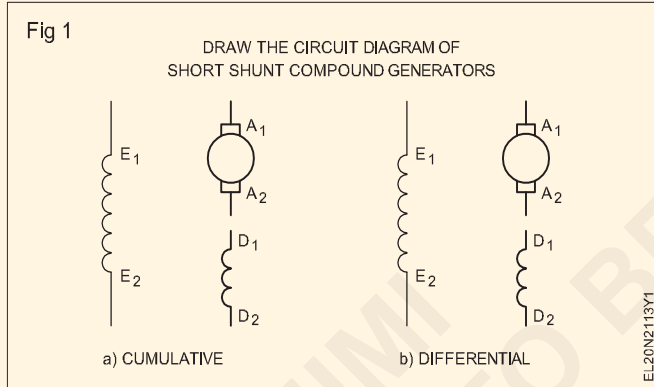 Fig 1
DRAW THE CIRCUIT DIAGRAM OF
SHORT SHUNT COMPOUND GENERATORS
E1
E2
A1
A2
D1
D2
a) CUMULATIVE
E1
E2
A1
A2
D1
D2
b) DIFFERENTIAL
EL20N2113Y1